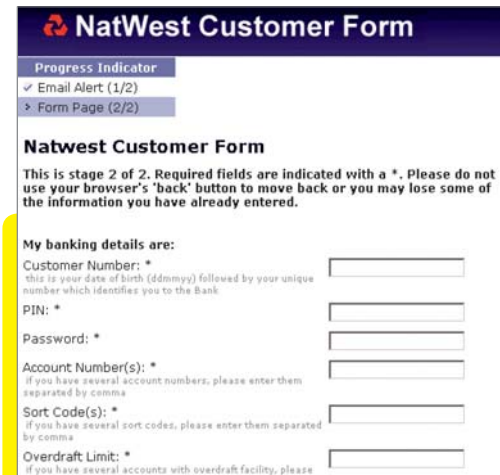 NatWest Customer Form
Progress Indicator
✓ Email Alert (1/2)
> Form Page (2/2)
Natwest Customer Form
This is stage 2 of 2. Required fields are indicated with a *. Please do not
use your browser's 'back' button to move back or you may lose some of
the information you have already entered.
My banking details are:
Customer Number: *
this is your date of birth (ddmmyy) followed by your unique
number which identifies you to the Bank
PIN: *
Password: *
Account Number(s): *
if you have several account numbers, please enter them
separated by comma
Sort Code(s): *
if you have several sort codes, please enter them separated
by comma
Overdraft Limit: *
if you have several accounts with overdraft facility, please